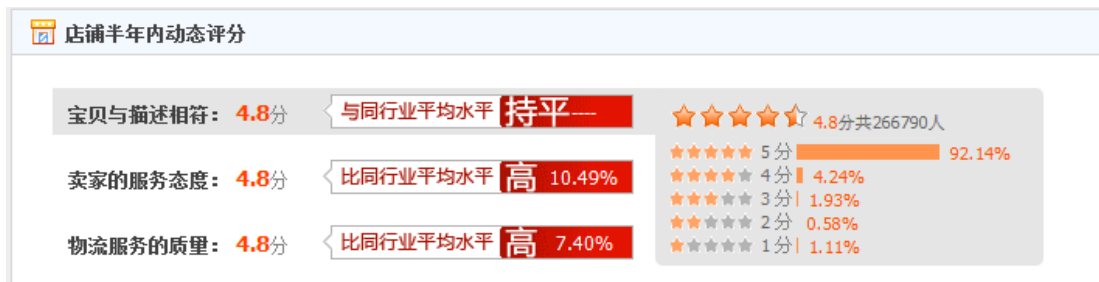 店铺半年内动态评分
宝贝与描述相符： 4.8分 与同行业平均水平 持平----
卖家的服务态度： 4.8分 比同行业平均水平 高 10.49%
物流服务的质量： 4.8分 比同行业平均水平 高 7.40%
4.8分共266790人
5分 92.14%
4分 4.24%
3分 1.93%
2分 0.58%
1分 1.11%